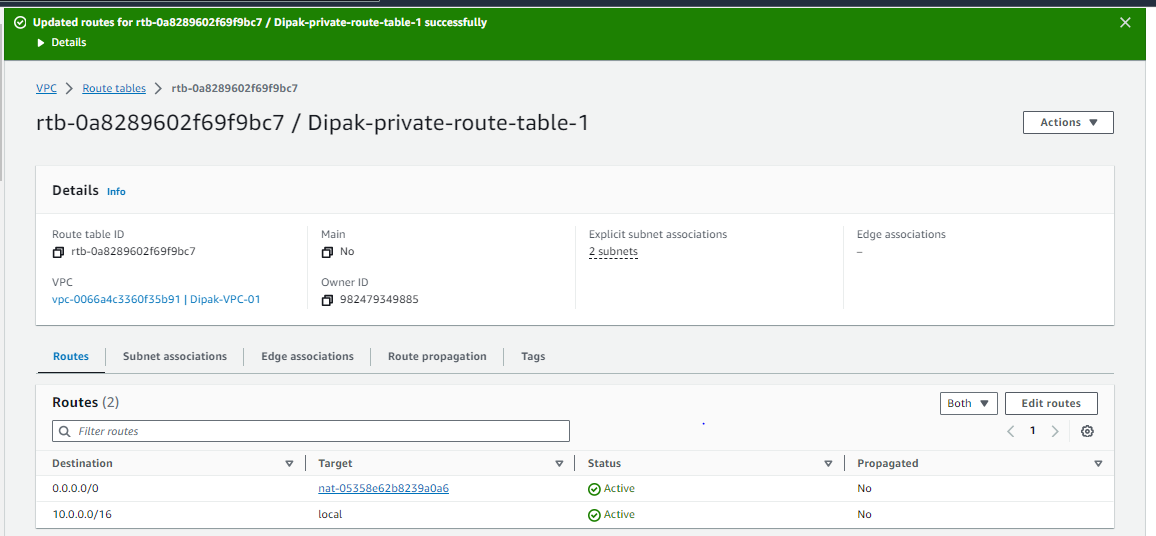 Updated routes for rtb-0a8289602f69f9bc7 / Dipak-private-route-table-1 successfully
Details
VPC > Route tables > rtb-0a8289602f69f9bc7
rtb-0a8289602f69f9bc7 / Dipak-private-route-table-1
Actions
Details Info
Route table ID Main Explicit subnet associations Edge associations
rtb-0a8289602f69f9bc7 No 2 subnets –
VPC Owner ID
vpc-0066a4c3360f35b91 | Dipak-VPC-01 982479349885
Routes Subnet associations Edge associations Route propagation Tags
Routes (2) Both Edit routes
Filter routes 1
Destination Target Status Propagated
0.0.0.0/0 nat-05358e62b8239a0a6 Active No
10.0.0.0/16 local Active No